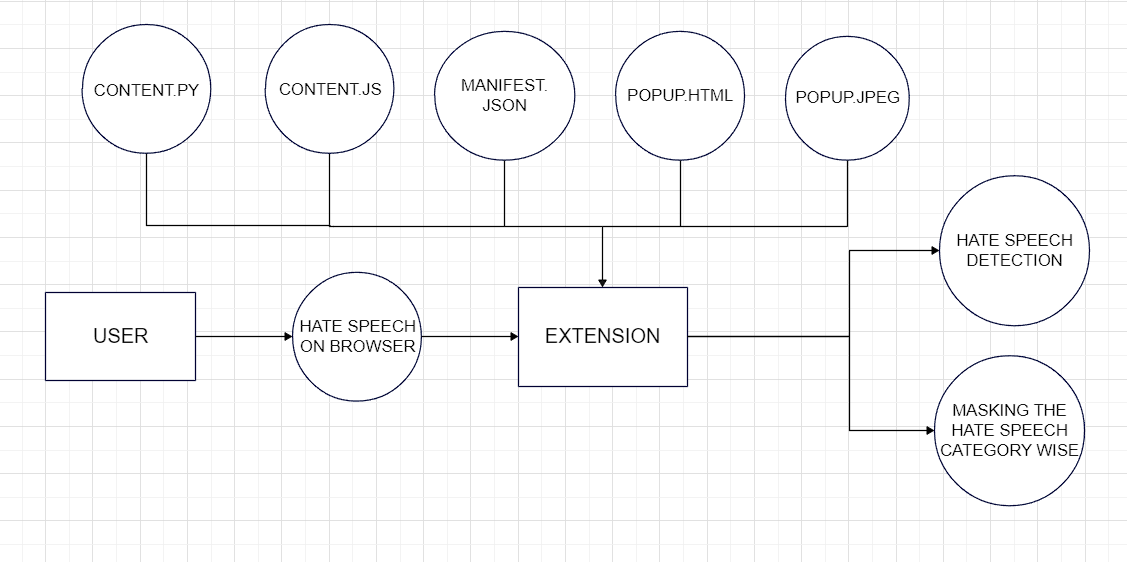 CONTENT.PY
CONTENT.JS
MANIFEST.
JSON
POPUP.HTML
POPUP.JPEG
HATE SPEECH
DETECTION
USER
HATE SPEECH
ON BROWSER
EXTENSION
MASKING THE
HATE SPEECH
CATEGORY WISE